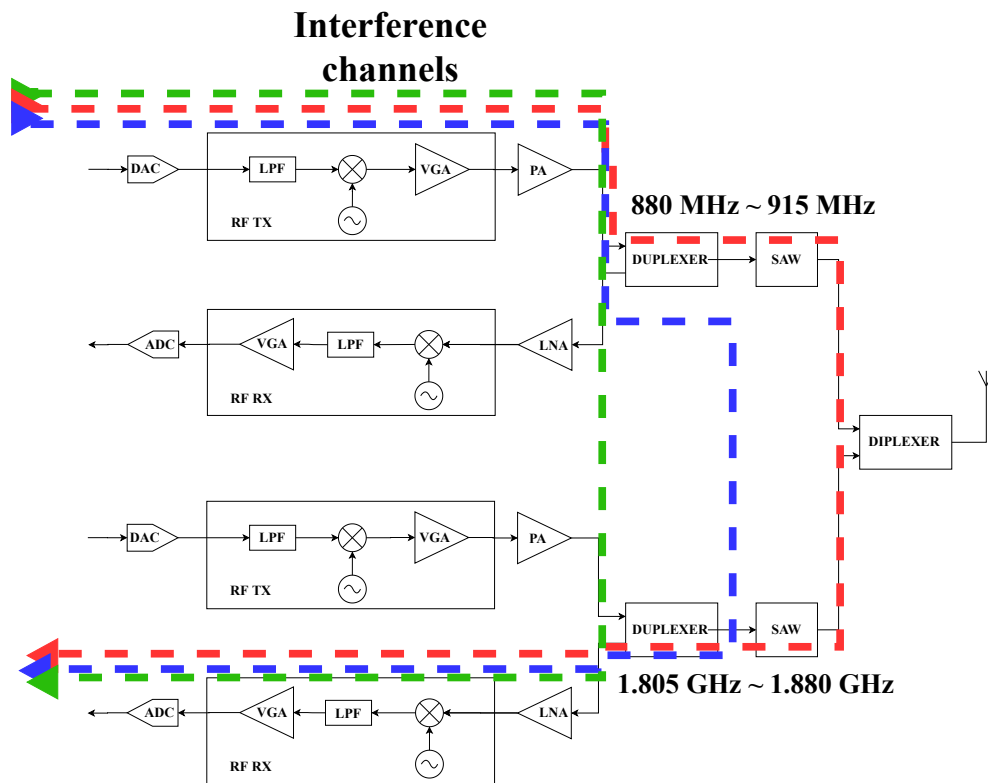 Interference
channels
DAC
LPF
VGA
PA
RF TX
880 MHz ~ 915 MHz
DUPLEXER
SAW
ADC
VGA
LPF
LNA
RF RX
DIPLEXER
DAC
LPF
VGA
PA
RF TX
DUPLEXER
SAW
1.805 GHz ~ 1.880 GHz
ADC
VGA
LPF
LNA
RF RX